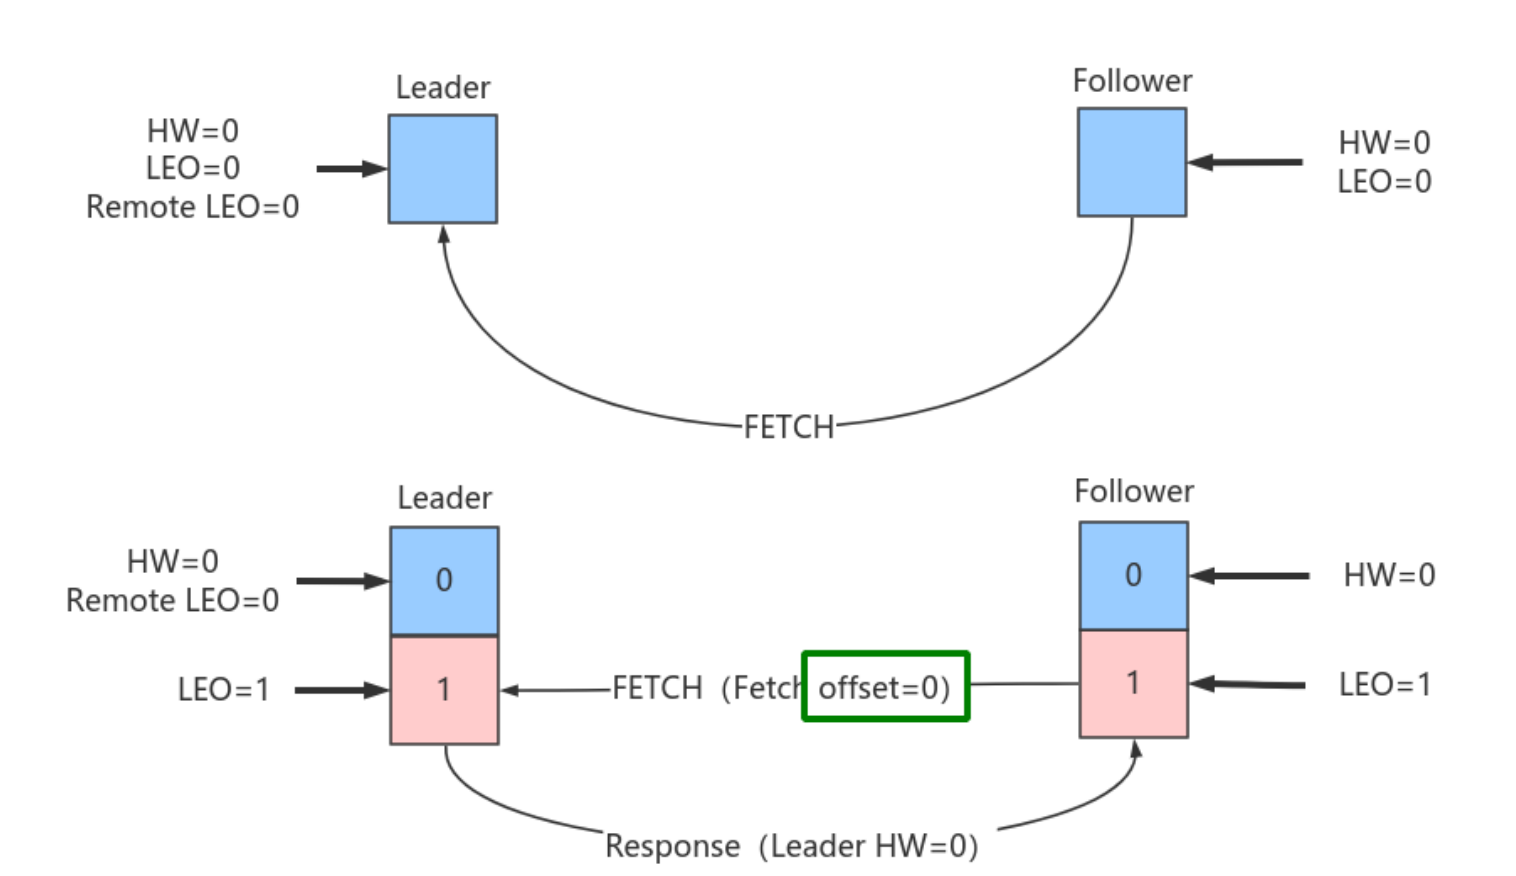 Leader
Follower
HW=0
LEO=0
Remote LEO=0
HW=0
LEO=0
FETCH
Leader
Follower
HW=0
Remote LEO=0
0
0
HW=0
LEO=1
1
FETCH（Fetch offset=0）
1
LEO=1
Response（Leader HW=0）